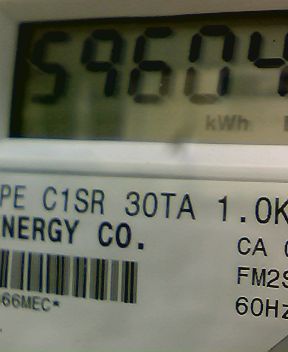 59604
kWh
PE C1SR 30TA 1.0K
NERGY CO.
CA
FM2S
66MEC*
60Hz